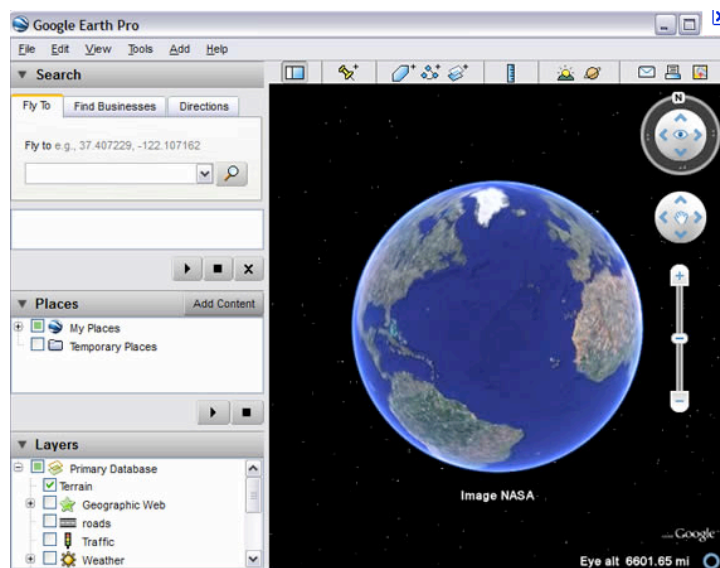 Google Earth Pro
File Edit View Tools Add Help
Search
Fly To Find Businesses Directions
Fly to e.g., 37.407229, -122.107162
Places Add Content
My Places
Temporary Places
Layers
Primary Database
Terrain
Geographic Web
roads
Traffic
Weather
N
Image NASA
Google
Eye alt 6601.65 mi